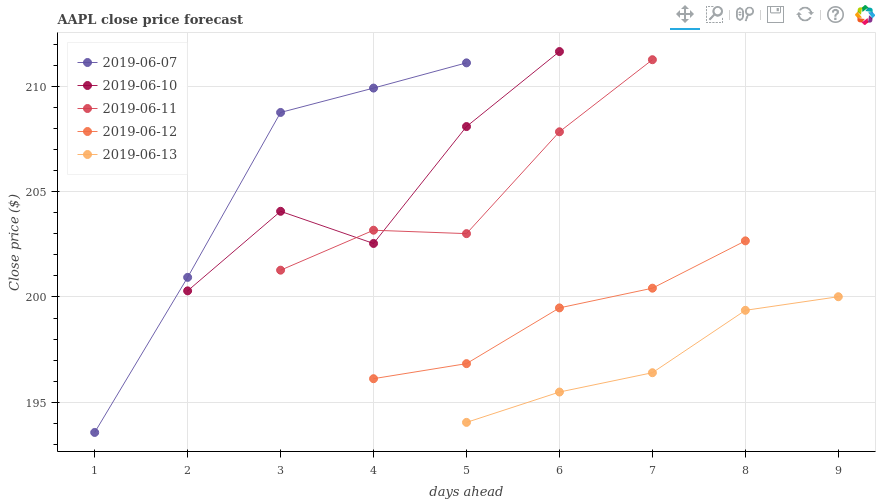 AAPL close price forecast
2019-06-07
2019-06-10
2019-06-11
2019-06-12
2019-06-13
210
205
200
195
Close price ($)
1 2 3 4 5 6 7 8 9
days ahead